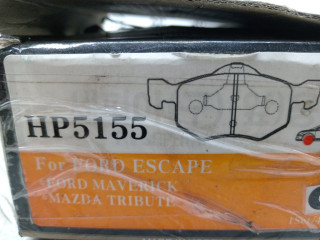 HP5155
For FORD ESCAPE
*FORD MAVERICK
*MAZDA TRIBUTE